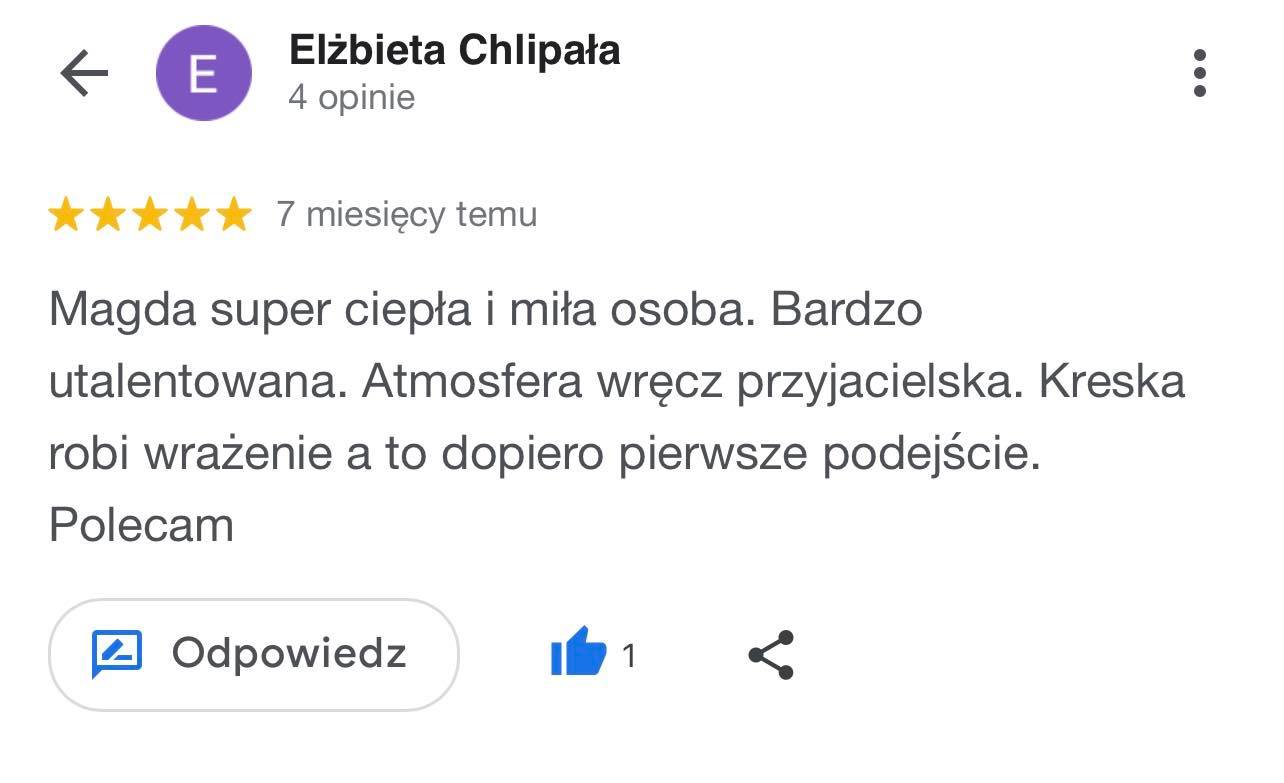 E
Elżbieta Chlipała
4 opinie
7 miesięcy temu
Magda super ciepła i miła osoba. Bardzo
utalentowana. Atmosfera wręcz przyjacielska. Kreska
robi wrażenie a to dopiero pierwsze podejście.
Polecam
Odpowiedz
1